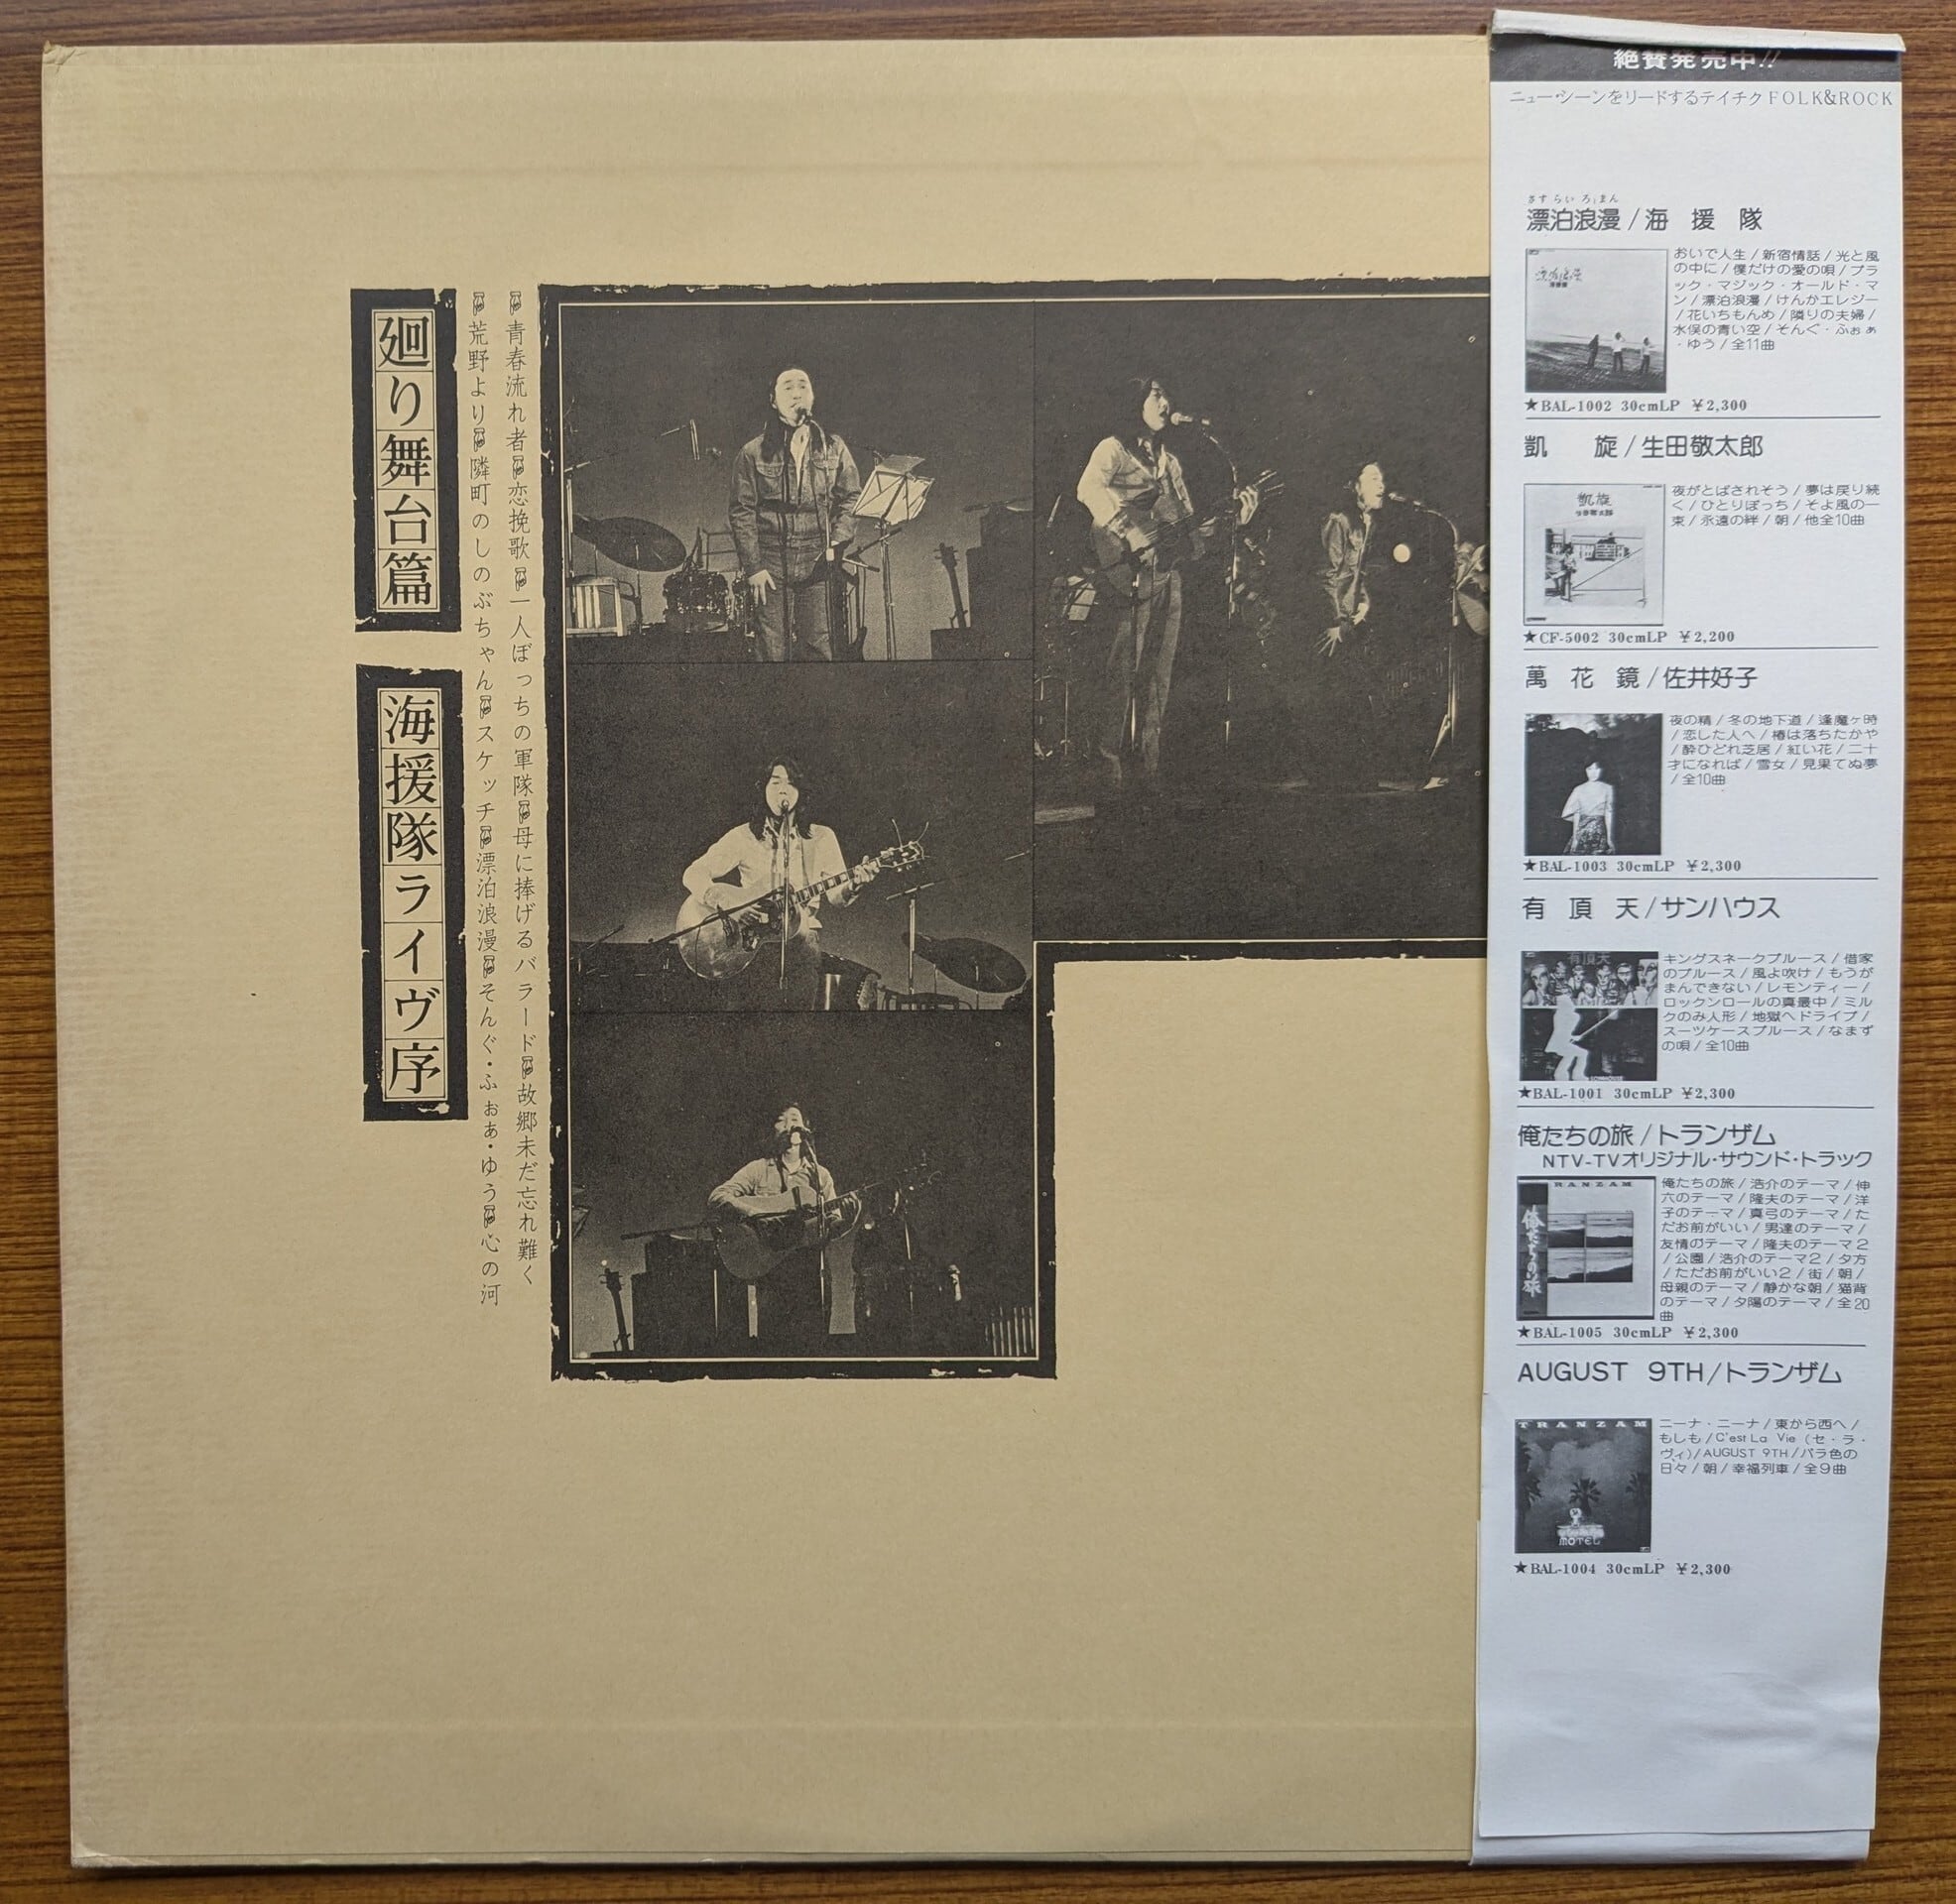 廻り舞台篇
海援隊ライヴ序
青春流れ者 恋挽歌 一人ぼっちの軍隊 母に捧げるバラード 故郷未だ忘れ難く
荒野より 隣町のしのぶちゃん スケッチ 漂泊浪漫 そんぐ・ふぉぁ・ゆう 心の河
絶賛発売中!!
ニュー・シーンをリードするテイチクFOLK&ROCK
さすらい ろまん
漂泊浪漫/海援隊
おいで人生/新宿情話/光と風
の中に/僕だけの愛の唄/ブラ
ック・マジック・オールド・マ
ン/漂泊浪漫/けんかエレジー
/花いちもんめ/隣りの夫婦/
水俣の青い空/そんぐ・ふぉぁ
・ゆう/全11曲
★BAL-1002 30cmLP ¥2,300
凱旋/生田敬太郎
凱旋
生田敬太郎
夜がとばされそう/夢は戻り続
く/ひとりぼっち/そよ風の一
束/永遠の絆/朝/他全10曲
★CF-5002 30cmLP ¥2,200
萬花鏡/佐井好子
夜の精/冬の地下道/逢魔ヶ時
/恋した人へ/椿は落ちたかや
/酔ひどれ芝居/紅い花/二十
才になれば/雪女/見果てぬ夢
/全10曲
★BAL-1003 30cmLP ¥2,300
有頂天/サンハウス
有頂天
キングスネークブルース/借家
のブルース/風よ吹け/もうが
まんできない/レモンティー/
ロックンロールの真最中/ミル
クのみ人形/地獄へドライブ/
スーツケースブルース/なまず
の唄/全10曲
★BAL-1001 30cmLP ¥2,300
俺たちの旅/トランザム
NTV-TVオリジナル・サウンド・トラック
TRANZAM
俺たちの旅
俺たちの旅/浩介のテーマ/伸
六のテーマ/隆夫のテーマ/洋
子のテーマ/真弓のテーマ/た
だお前がいい/男達のテーマ/
友情のテーマ/隆夫のテーマ2
/公園/浩介のテーマ2/夕方
/ただお前がいい2/街/朝/
母親のテーマ/静かな朝/猫背
のテーマ/夕陽のテーマ/全20
曲
★BAL-1005 30cmLP ¥2,300
AUGUST 9TH/トランザム
TRANZAM
MOTEL
ニーナ・ニーナ/東から西へ/
もしも/C'est La Vie (セ・ラ・
ヴィ)/AUGUST 9TH/バラ色の
日々/朝/幸福列車/全9曲
★BAL-1004 30cmLP ¥2,300